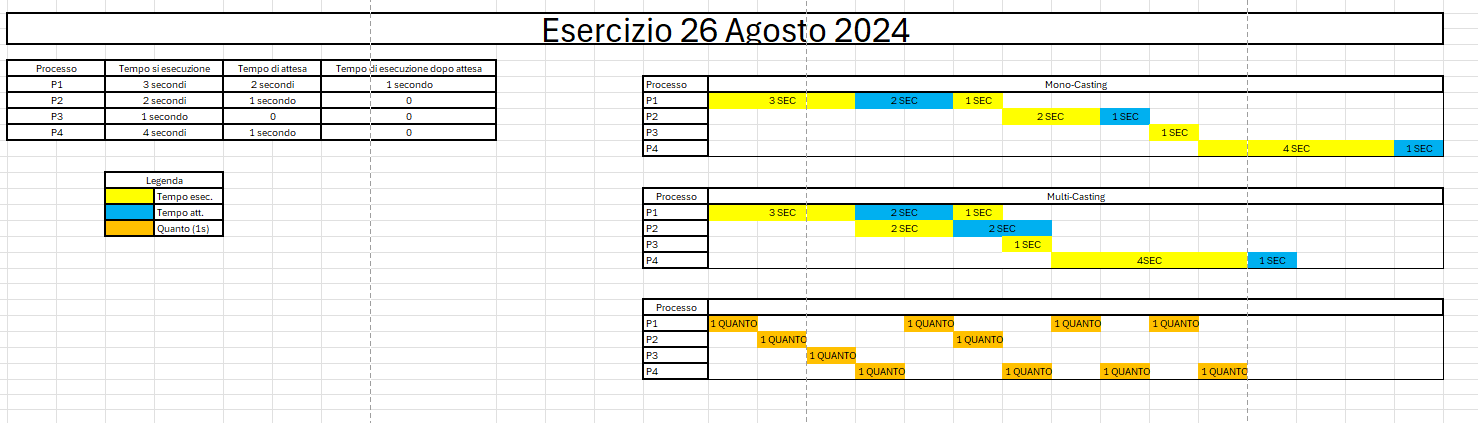 Esercizio 26 Agosto 2024
Processo Tempo si esecuzione Tempo di attesa Tempo di esecuzione dopo attesa
P1 3 secondi 2 secondi 1 secondo
P2 2 secondi 1 secondo 0
P3 1 secondo 0 0
P4 4 secondi 1 secondo 0
Legenda
Tempo esec.
Tempo att.
Quanto (1s)
Processo Mono-Casting
P1 3 SEC 2 SEC 1 SEC
P2 2 SEC 1 SEC
P3 1 SEC
P4 4 SEC 1 SEC
Processo Multi-Casting
P1 3 SEC 2 SEC 1 SEC
P2 2 SEC 2 SEC
P3 1 SEC
P4 4SEC 1 SEC
Processo
P1 1 QUANTO 1 QUANTO 1 QUANTO 1 QUANTO
P2 1 QUANTO 1 QUANTO
P3 1 QUANTO
P4 1 QUANTO 1 QUANTO 1 QUANTO 1 QUANTO